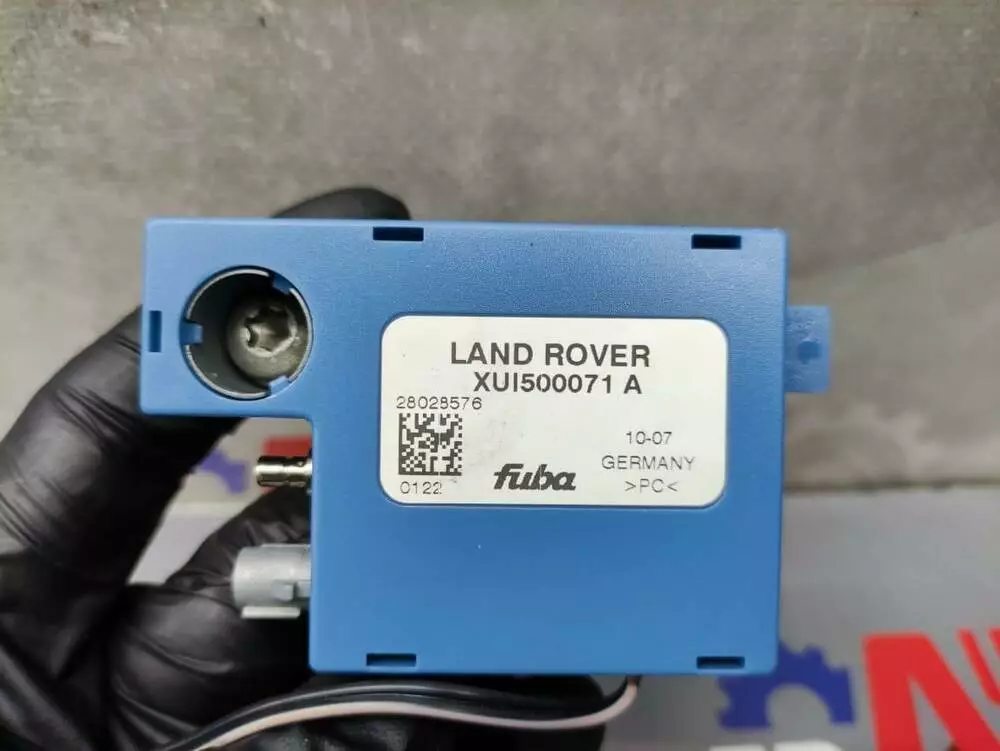 LAND ROVER
XUI500071 A
28028576
10-07
GERMANY
0122
fuba
>PC<